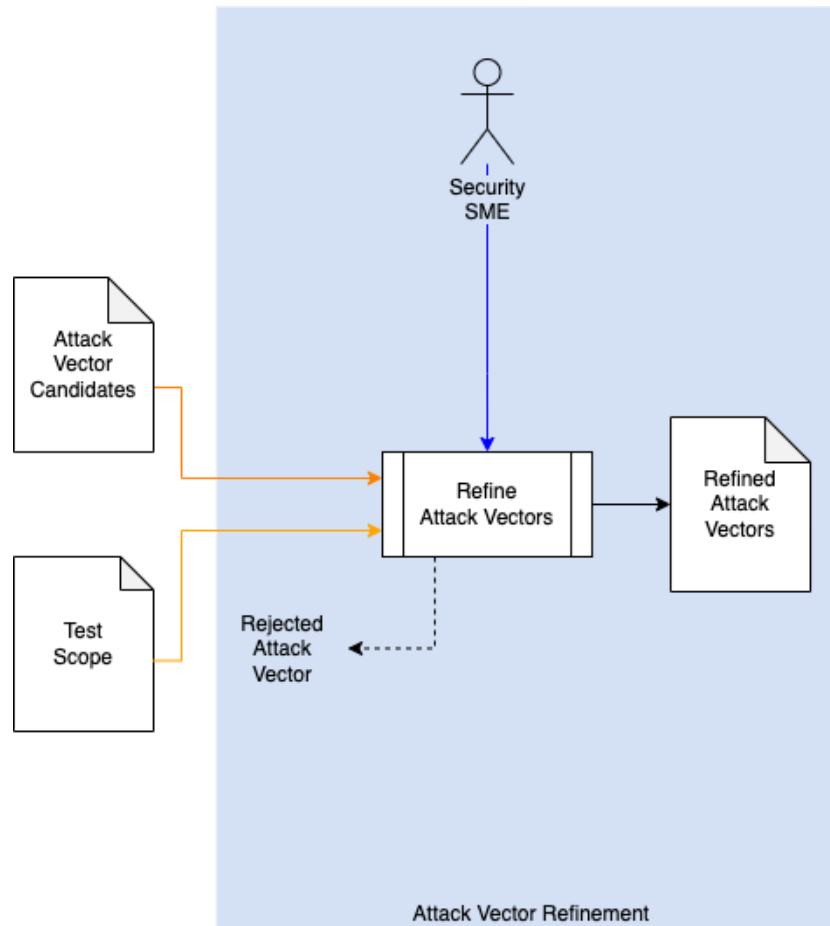 Security
SME
Attack
Vector
Candidates
Refine
Attack Vectors
Refined
Attack
Vectors
Test
Scope
Rejected
Attack
Vector
Attack Vector Refinement